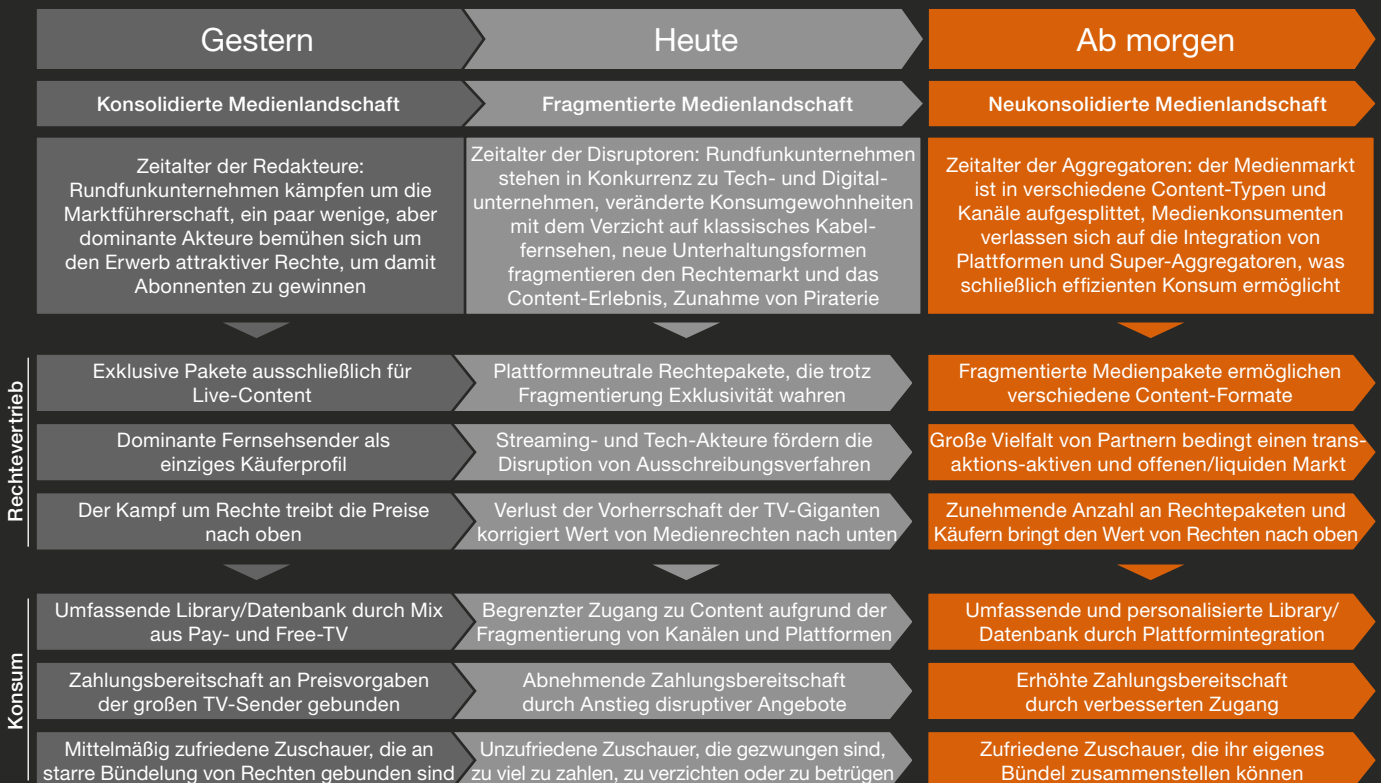 Gestern
Heute
Ab morgen
Konsolidierte Medienlandschaft
Fragmentierte Medienlandschaft
Neukonsolidierte Medienlandschaft
Zeitalter der Redakteure:
Rundfunkunternehmen kämpfen um die
Marktführerschaft, ein paar wenige, aber
dominante Akteure bemühen sich um
den Erwerb attraktiver Rechte, um damit
Abonnenten zu gewinnen
Zeitalter der Disruptoren: Rundfunkunternehmen
stehen in Konkurrenz zu Tech- und Digital-
unternehmen, veränderte Konsumgewohnheiten
mit dem Verzicht auf klassisches Kabel-
fernsehen, neue Unterhaltungsformen
fragmentieren den Rechtemarkt und das
Content-Erlebnis, Zunahme von Piraterie
Zeitalter der Aggregatoren: der Medienmarkt
ist in verschiedene Content-Typen und
Kanäle aufgesplittet, Medienkonsumenten
verlassen sich auf die Integration von
Plattformen und Super-Aggregatoren, was
schließlich effizienten Konsum ermöglicht
Rechtevertrieb
Exklusive Pakete ausschließlich für
Live-Content
Plattformneutrale Rechtepakete, die trotz
Fragmentierung Exklusivität wahren
Fragmentierte Medienpakete ermöglichen
verschiedene Content-Formate
Dominante Fernsehsender als
einziges Käuferprofil
Streaming- und Tech-Akteure fördern die
Disruption von Ausschreibungsverfahren
Große Vielfalt von Partnern bedingt einen trans-
aktions-aktiven und offenen/liquiden Markt
Der Kampf um Rechte treibt die Preise
nach oben
Verlust der Vorherrschaft der TV-Giganten
korrigiert Wert von Medienrechten nach unten
Zunehmende Anzahl an Rechtepaketen und
Käufern bringt den Wert von Rechten nach oben
Konsum
Umfassende Library/Datenbank durch Mix
aus Pay- und Free-TV
Begrenzter Zugang zu Content aufgrund der
Fragmentierung von Kanälen und Plattformen
Umfassende und personalisierte Library/
Datenbank durch Plattformintegration
Zahlungsbereitschaft an Preisvorgaben
der großen TV-Sender gebunden
Abnehmende Zahlungsbereitschaft
durch Anstieg disruptiver Angebote
Erhöhte Zahlungsbereitschaft
durch verbesserten Zugang
Mittelmäßig zufriedene Zuschauer, die an
starre Bündelung von Rechten gebunden sind
Unzufriedene Zuschauer, die gezwungen sind,
zu viel zu zahlen, zu verzichten oder zu betrügen
Zufriedene Zuschauer, die ihr eigenes
Bündel zusammenstellen können